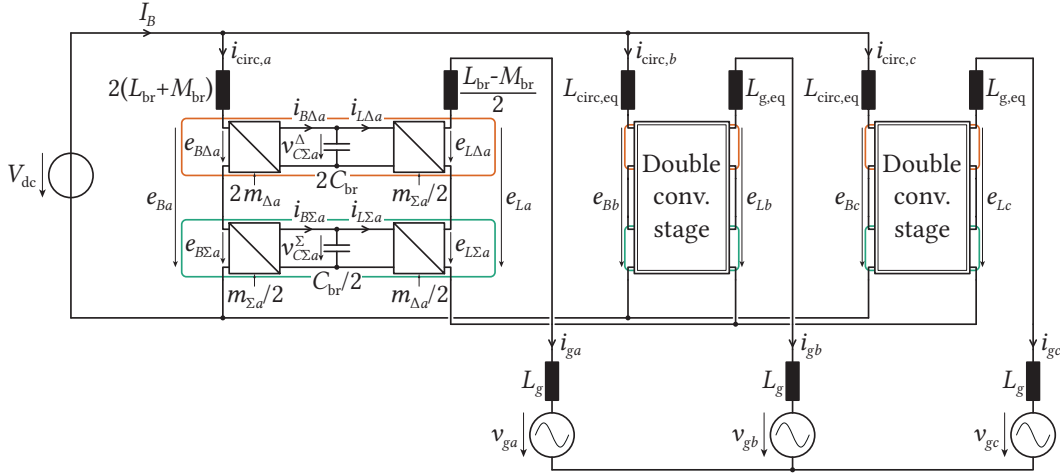 I_B
i_circ,a
i_circ,b
i_circ,c
2(L_br+M_br)
L_br-M_br
2
L_circ,eq
L_g,eq
L_circ,eq
L_g,eq
V_dc
e_Ba
e_BΔa
i_BΔa
i_LΔa
v^Δ_CΣa
2C_br
2m_Δa
m_Σa/2
e_LΔa
e_La
e_BΣa
i_BΣa
i_LΣa
v^Σ_CΣa
C_br/2
m_Σa/2
m_Δa/2
e_LΣa
e_Bb
Double
conv.
stage
e_Lb
e_Bc
Double
conv.
stage
e_Lc
i_ga
i_gb
i_gc
L_g
L_g
L_g
v_ga
v_gb
v_gc